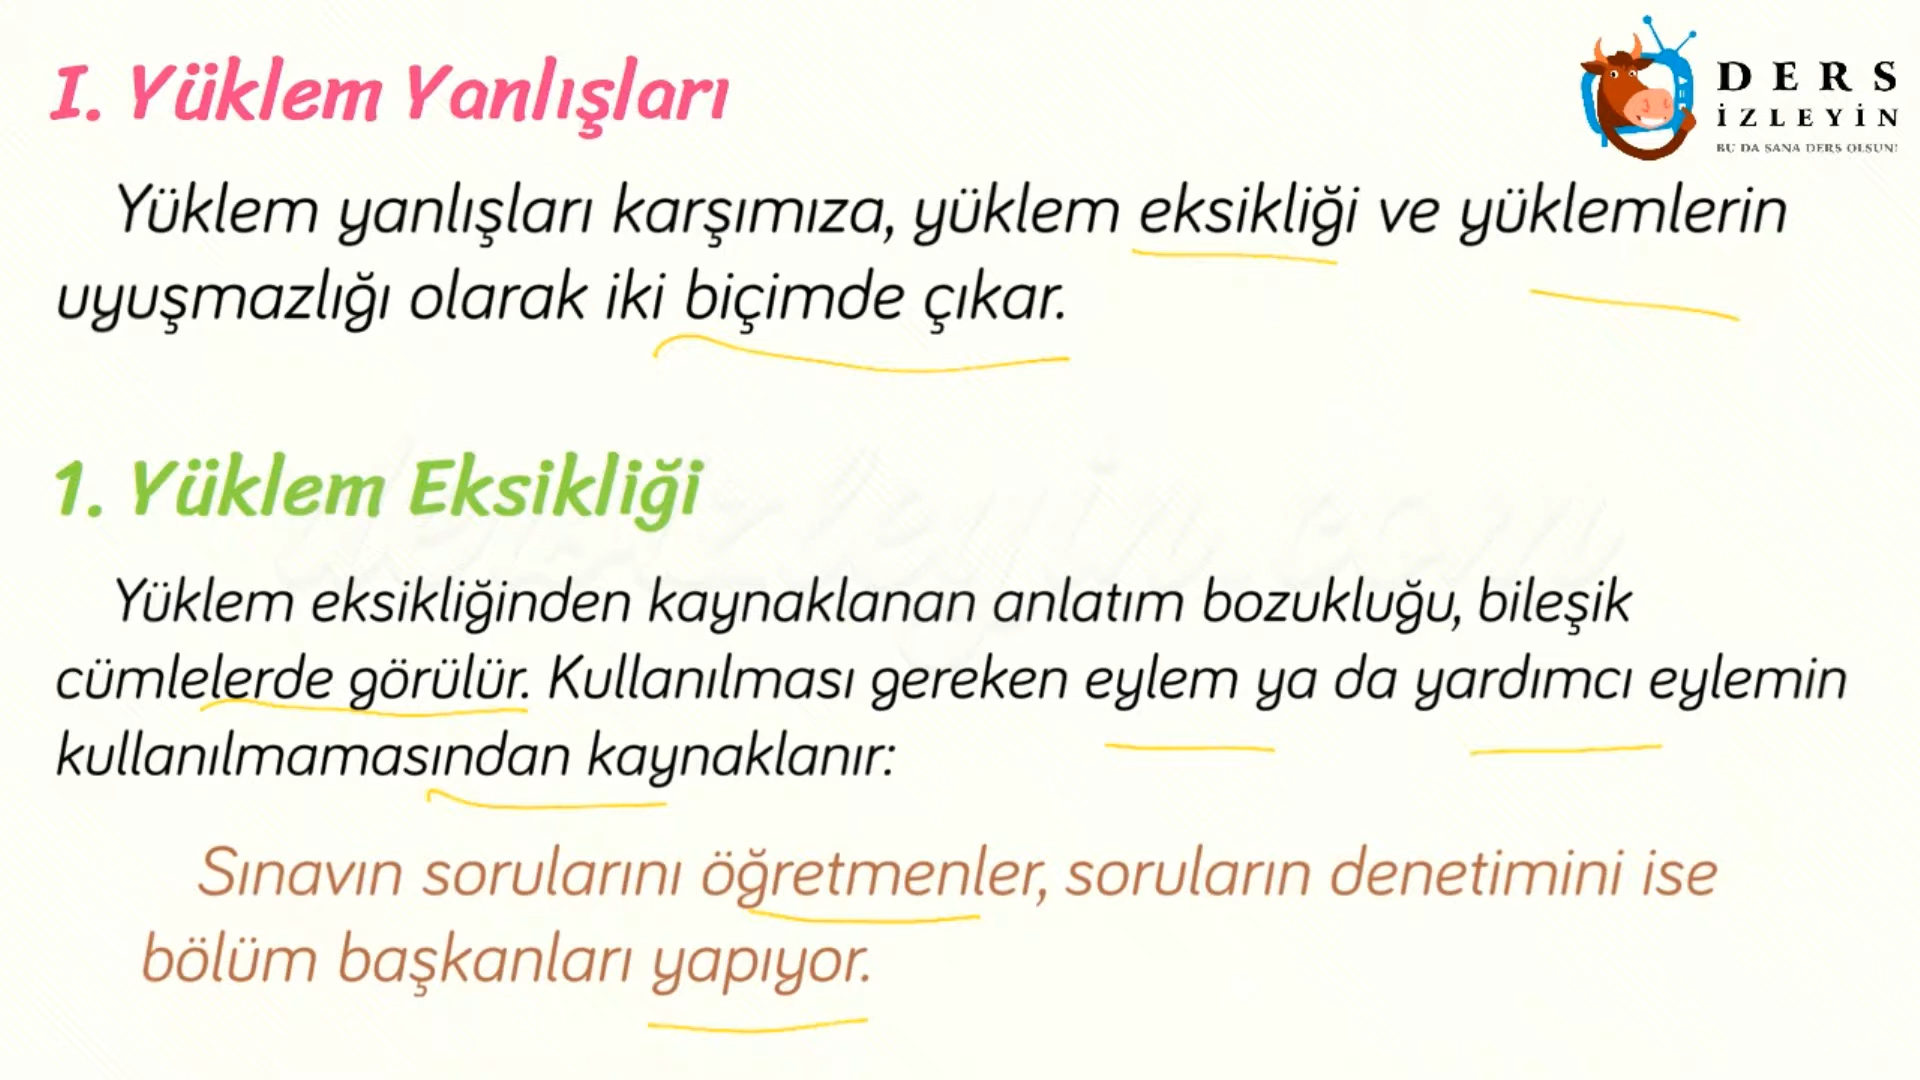 I. Yüklem Yanlışları
DERS
İZLEYİN
BU DA SANA DERS OLSUN!
Yüklem yanlışları karşımıza, yüklem eksikliği ve yüklemlerin
uyuşmazlığı olarak iki biçimde çıkar.
1. Yüklem Eksikliği
Yüklem eksikliğinden kaynaklanan anlatım bozukluğu, bileşik
cümlelerde görülür. Kullanılması gereken eylem ya da yardımcı eylemin
kullanılmamasından kaynaklanır:
Sınavın sorularını öğretmenler, soruların denetimini ise
bölüm başkanları yapıyor.